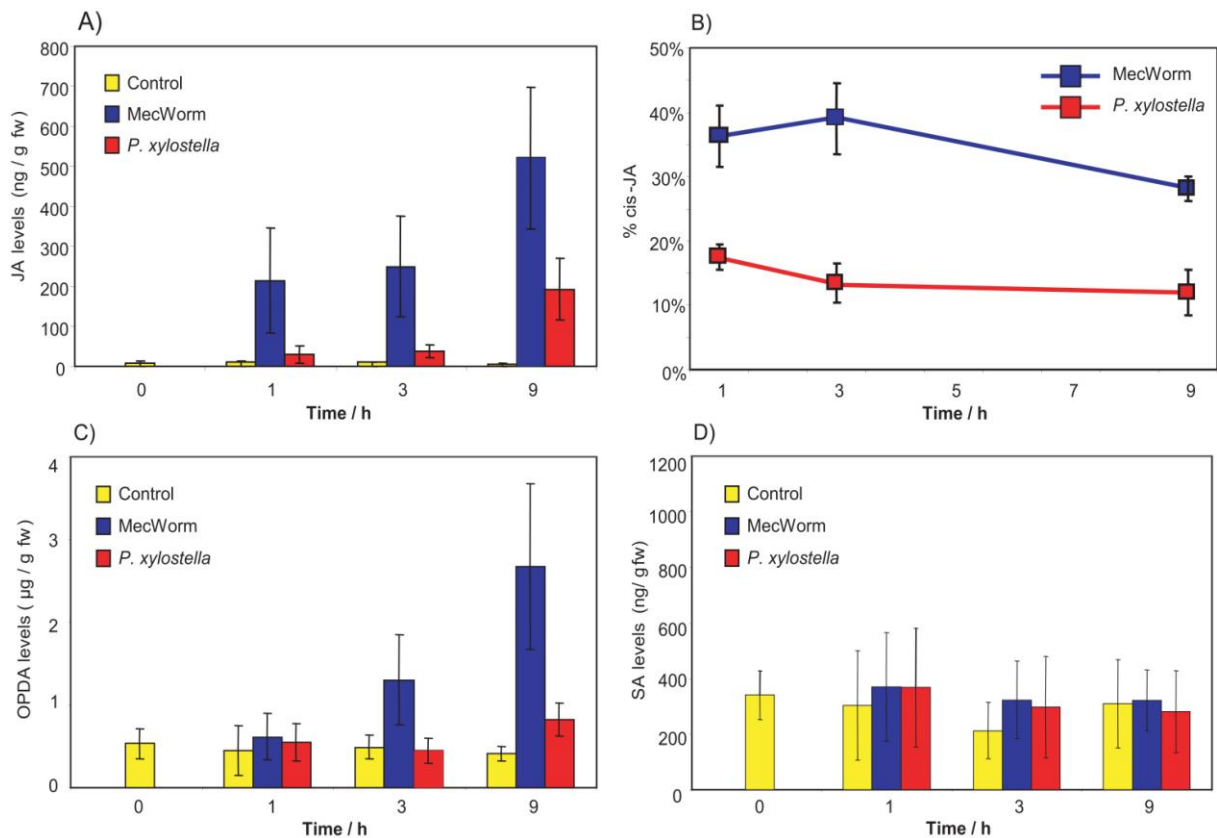 A)
JA levels (ng / g fw)
800
700
600
500
400
300
200
100
0
Control
MecWorm
P. xylostella
0 1 3 9
Time / h
B)
% cis -JA
50%
40%
30%
20%
10%
0%
MecWorm
P. xylostella
1 3 5 7 9
Time / h
C)
OPDA levels ( µg / g fw)
4
3
2
1
0
Control
MecWorm
P. xylostella
0 1 3 9
Time / h
D)
SA levels (ng/ g fw)
1200
1000
800
600
400
200
0
Control
MecWorm
P. xylostella
0 1 3 9
Time / h